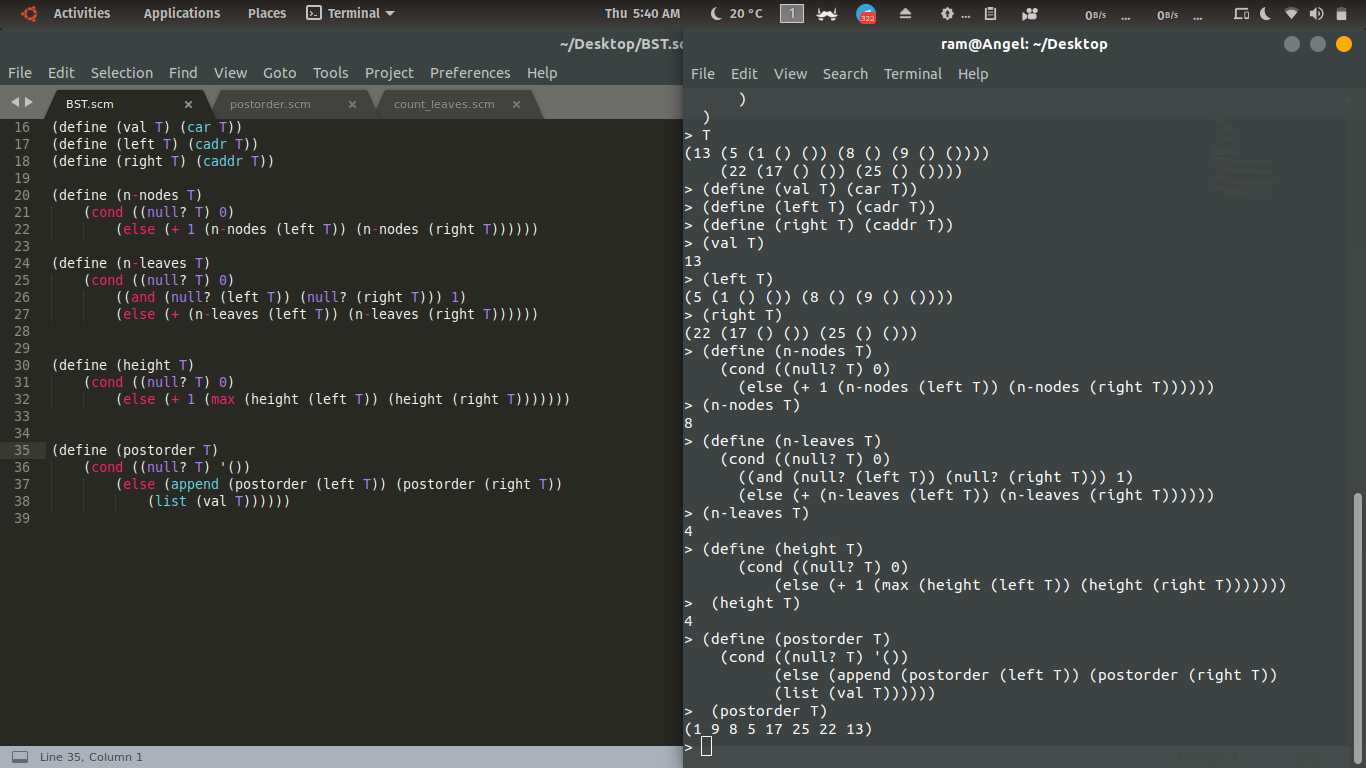 Activities Applications Places Terminal Thu 5:40 AM 20 °C 1 322 ... 0B/s ... 0B/s ...
~/Desktop/BST.sc
File Edit Selection Find View Goto Tools Project Preferences Help
BST.scm × postorder.scm × count_leaves.scm ×
16 (define (val T) (car T))
17 (define (left T) (cadr T))
18 (define (right T) (caddr T))
19
20 (define (n-nodes T)
21 (cond ((null? T) 0)
22 (else (+ 1 (n-nodes (left T)) (n-nodes (right T))))))
23
24 (define (n-leaves T)
25 (cond ((null? T) 0)
26 ((and (null? (left T)) (null? (right T))) 1)
27 (else (+ (n-leaves (left T)) (n-leaves (right T))))))
28
29
30 (define (height T)
31 (cond ((null? T) 0)
32 (else (+ 1 (max (height (left T)) (height (right T)))))))
33
34
35 (define (postorder T)
36 (cond ((null? T) '())
37 (else (append (postorder (left T)) (postorder (right T))
38 (list (val T))))))
39
Line 35, Column 1
ram@Angel: ~/Desktop
File Edit View Search Terminal Help
)
)
> T
(13 (5 (1 () ()) (8 () (9 () ())))
(22 (17 () ()) (25 () ())))
> (define (val T) (car T))
> (define (left T) (cadr T))
> (define (right T) (caddr T))
> (val T)
13
> (left T)
(5 (1 () ()) (8 () (9 () ())))
> (right T)
(22 (17 () ()) (25 () ()))
> (define (n-nodes T)
(cond ((null? T) 0)
(else (+ 1 (n-nodes (left T)) (n-nodes (right T))))))
> (n-nodes T)
8
> (define (n-leaves T)
(cond ((null? T) 0)
((and (null? (left T)) (null? (right T))) 1)
(else (+ (n-leaves (left T)) (n-leaves (right T))))))
> (n-leaves T)
4
> (define (height T)
(cond ((null? T) 0)
(else (+ 1 (max (height (left T)) (height (right T)))))))
> (height T)
4
> (define (postorder T)
(cond ((null? T) '())
(else (append (postorder (left T)) (postorder (right T))
(list (val T))))))
> (postorder T)
(1 9 8 5 17 25 22 13)
>